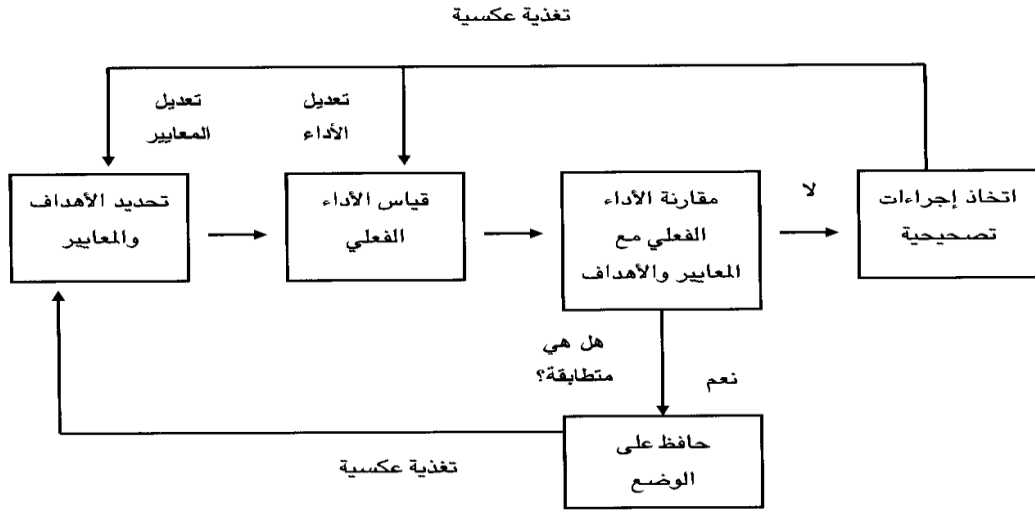 تغذية عكسية
تعديل
المعايير
تعديل
الأداء
تحديد الأهداف
والمعايير
قياس الأداء
الفعلي
مقارنة الأداء
الفعلي مع
المعايير والأهداف
لا
اتخاذ إجراءات
تصحيحية
هل هي
متطابقة؟
نعم
حافظ على
الوضع
تغذية عكسية